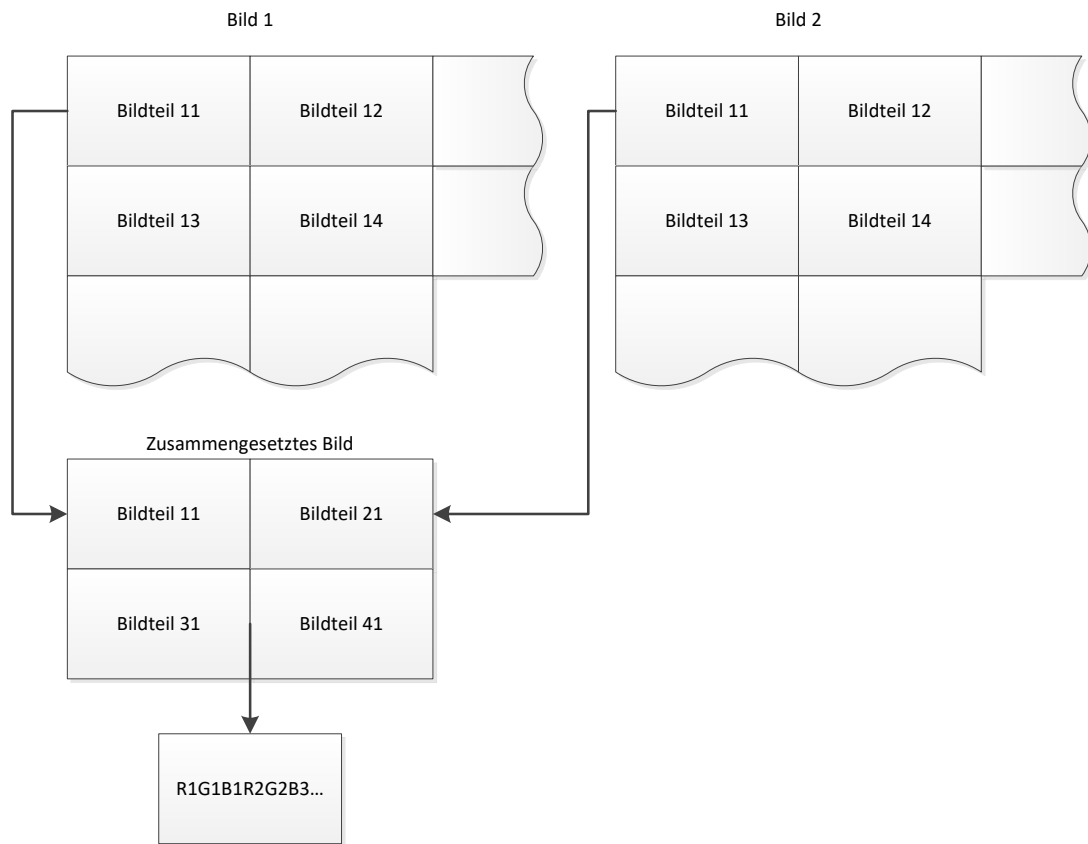 Bild 1
Bild 2
Bildteil 11
Bildteil 12
Bildteil 11
Bildteil 12
Bildteil 13
Bildteil 14
Bildteil 13
Bildteil 14
Zusammengesetztes Bild
Bildteil 11
Bildteil 21
Bildteil 31
Bildteil 41
R1G1B1R2G2B3...